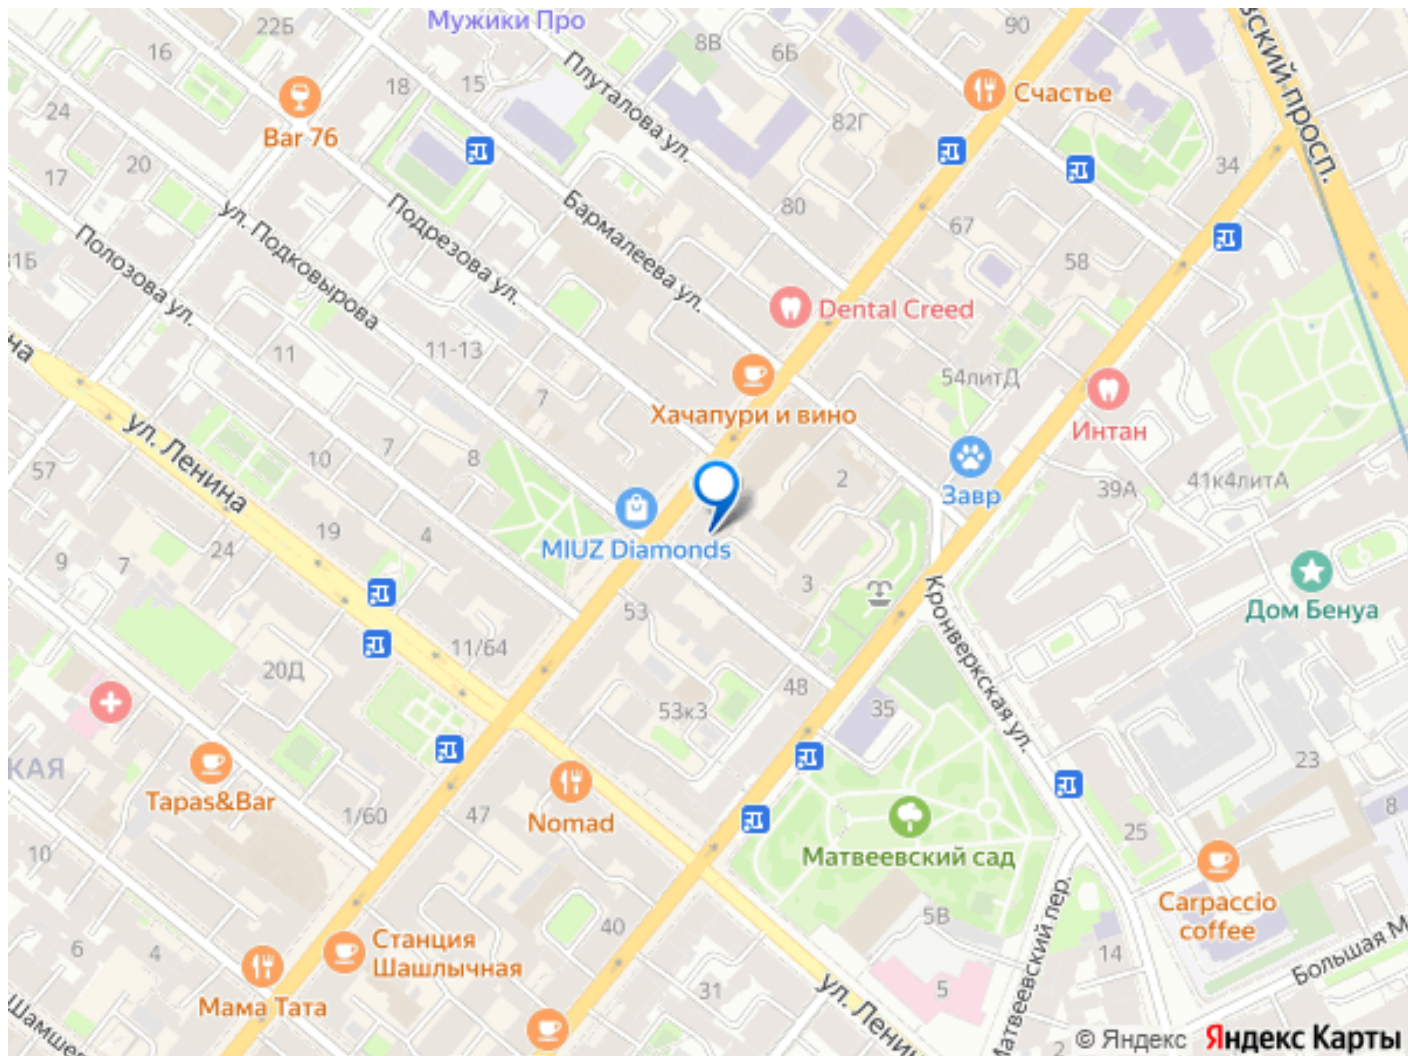 Мужики Про
22Б
16
8В
6Б
90
24
18
15
Плуталова ул.
82Г
Счастье
Bar 76
20
17
34
80
67
Бармалеева ул.
Подрезова ул.
ул. Подковырова
Полозова ул.
58
Dental Creed
11
11-13
7
54литД
Хачапури и вино
Интан
ул. Ленина
7
10
8
57
2
Завр
39А
41к4литА
19
4
24
MIUZ Diamonds
9
7
3
53
Кронверкская ул.
Дом Бенуа
11/64
20Д
48
53к3
35
КАЯ
23
Tapas&Bar
1/60
47
Nomad
8
25
Матвеевский сад
10
Carpaccio
coffee
5В
40
6
4
Станция
Шашлычная
14
Большая М
Мама Тата
31
5
ул. Ленин
Матвеевский пер.
Шамше
© Яндекс Яндекс Карты